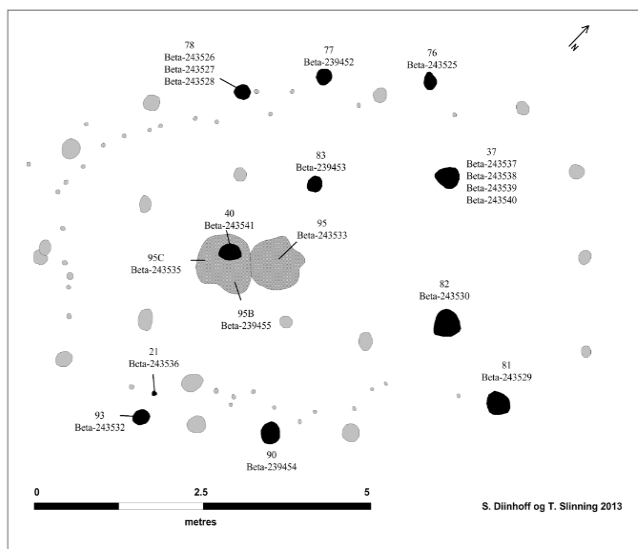 78
Beta-243526
Beta-243527
Beta-243528
77
Beta-239452
76
Beta-243525
N
83
Beta-239453
37
Beta-243537
Beta-243538
Beta-243539
Beta-243540
40
Beta-243541
95
Beta-243533
95C
Beta-243535
95B
Beta-239455
82
Beta-243530
21
Beta-243536
81
Beta-243529
93
Beta-243532
90
Beta-239454
0 2.5 5
metres
S. Diinhoff og T. Slinning 2013